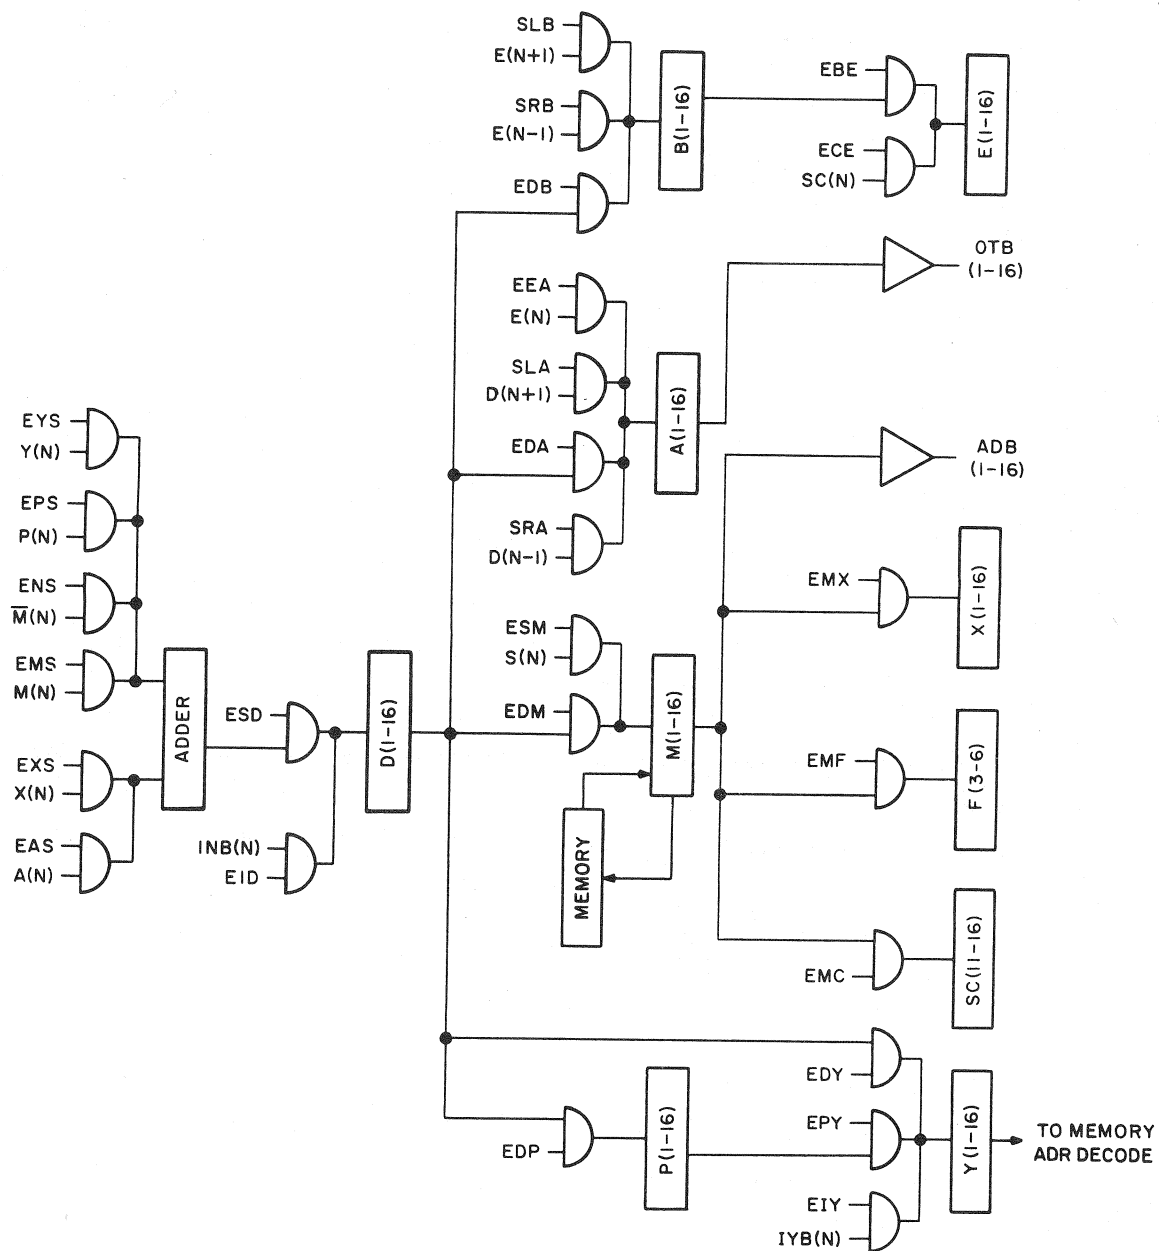 SLB
E(N+1)
SRB
E(N-1)
EDB
B(1-16)
EBE
ECE
SC(N)
E(1-16)
OTB
(1-16)
EEA
E(N)
SLA
D(N+1)
EDA
SRA
D(N-1)
A(1-16)
ADB
(1-16)
EYS
Y(N)
EPS
P(N)
ENS
M̅(N)
EMS
M(N)
EXS
X(N)
EAS
A(N)
ADDER
ESD
INB(N)
EID
D(1-16)
ESM
S(N)
EDM
M(1-16)
MEMORY
EMX
X(1-16)
EMF
F(3-6)
EMC
SC(11-16)
EDY
EDP
P(1-16)
EPY
EIY
IYB(N)
Y(1-16)
TO MEMORY
ADR DECODE